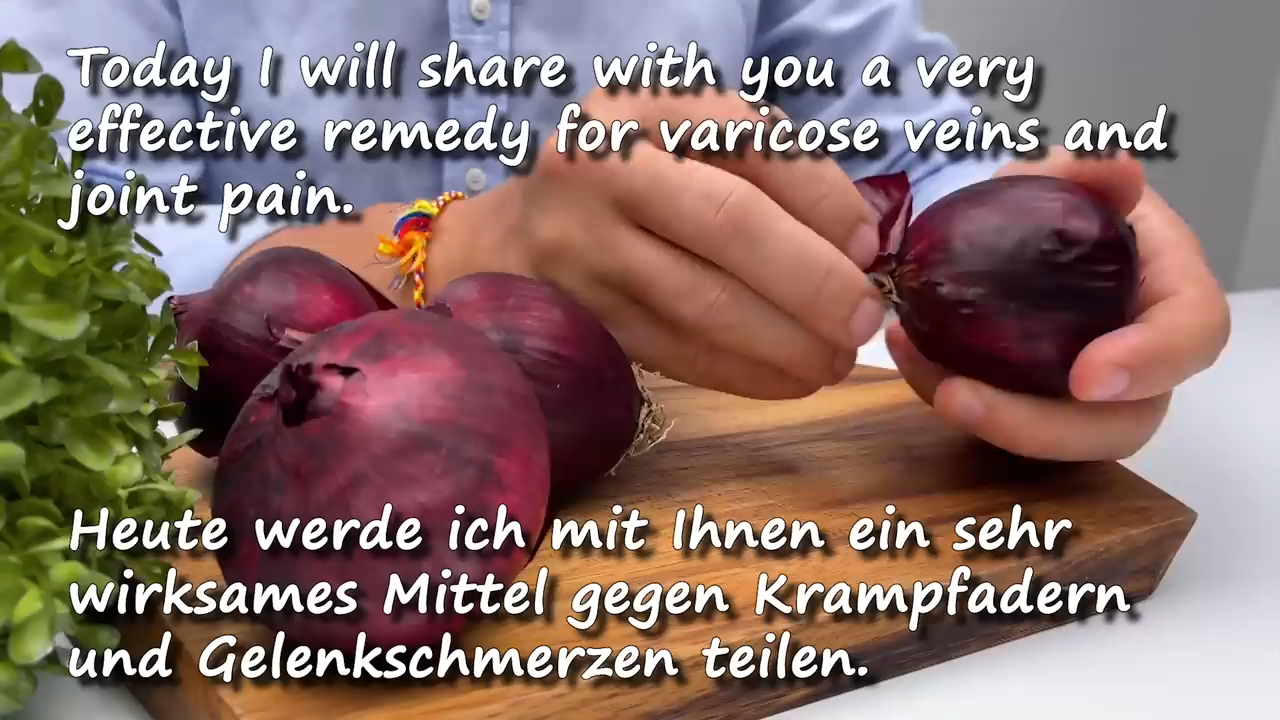 Today I will share with you a very
effective remedy for varicose veins and
joint pain.
Heute werde ich mit Ihnen ein sehr
wirksames Mittel gegen Krampfadern
und Gelenkschmerzen teilen.